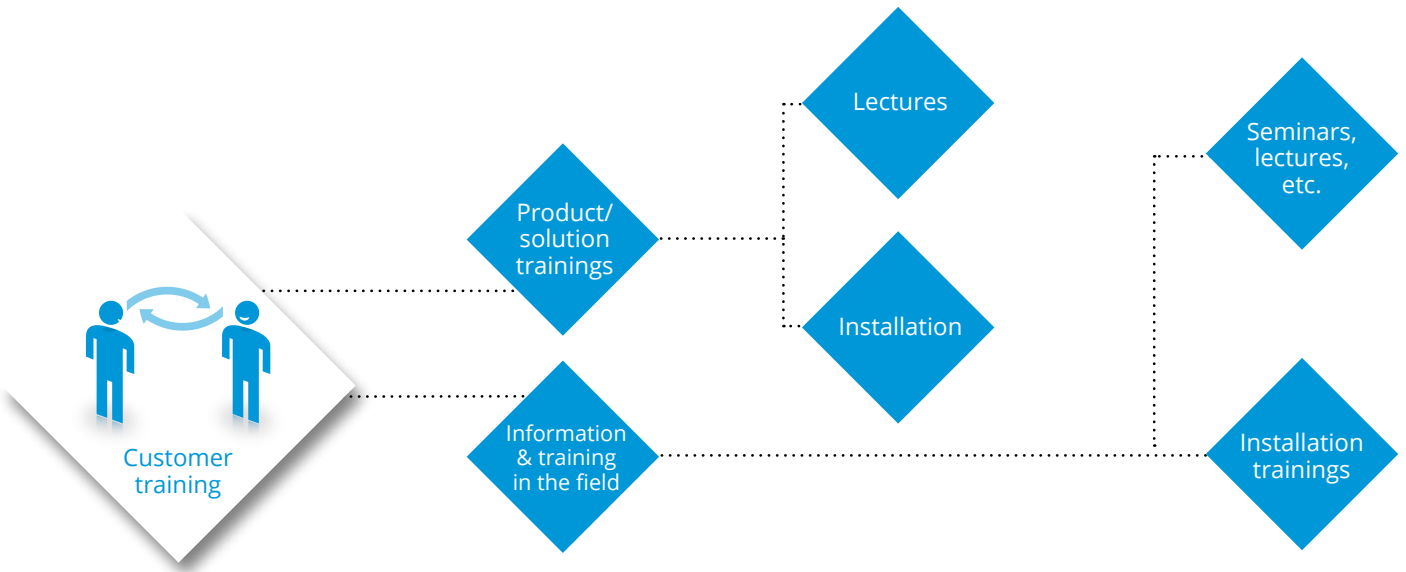 Customer
training
Product/
solution
trainings
Information
& training
in the field
Lectures
Installation
Seminars,
lectures,
etc.
Installation
trainings